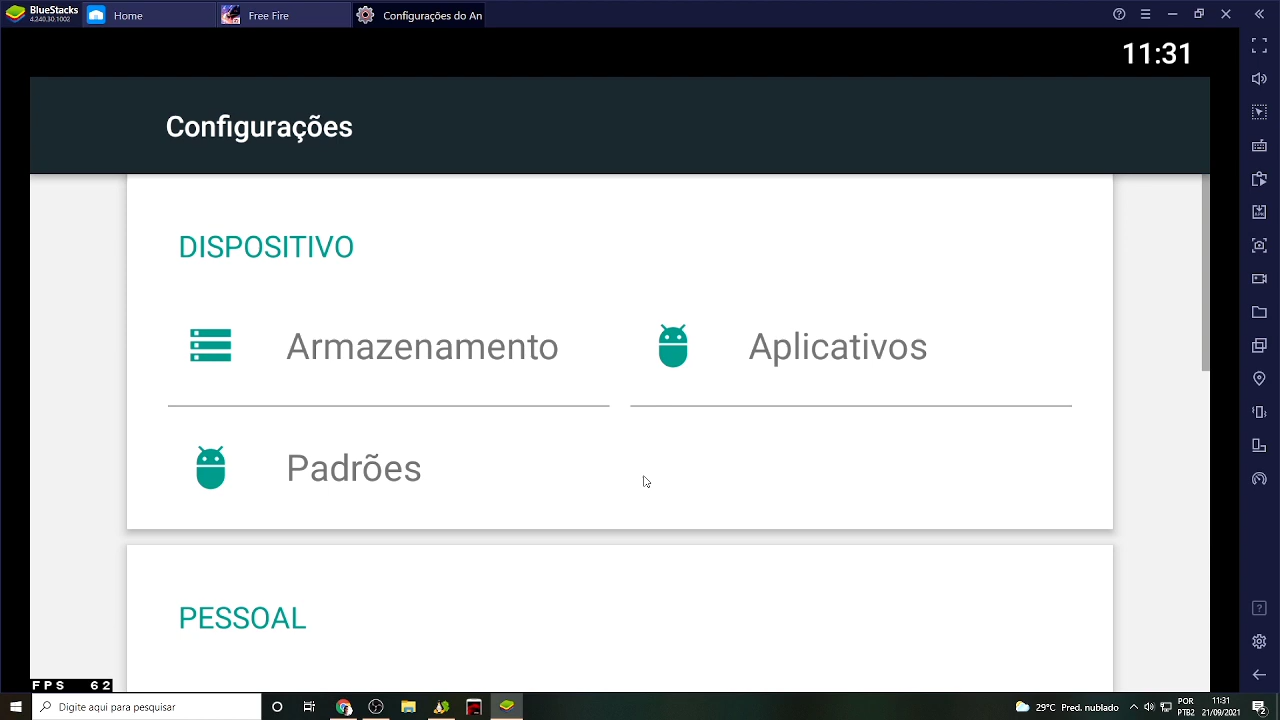 BlueStacks
4.240.30.1002
Home
Free Fire
Configurações do An
11:31
Configurações
DISPOSITIVO
Armazenamento
Aplicativos
Padrões
PESSOAL
FPS 62
Digite aqui para pesquisar
29°C Pred. nublado
POR
PTB2
11:31
21/09/2021